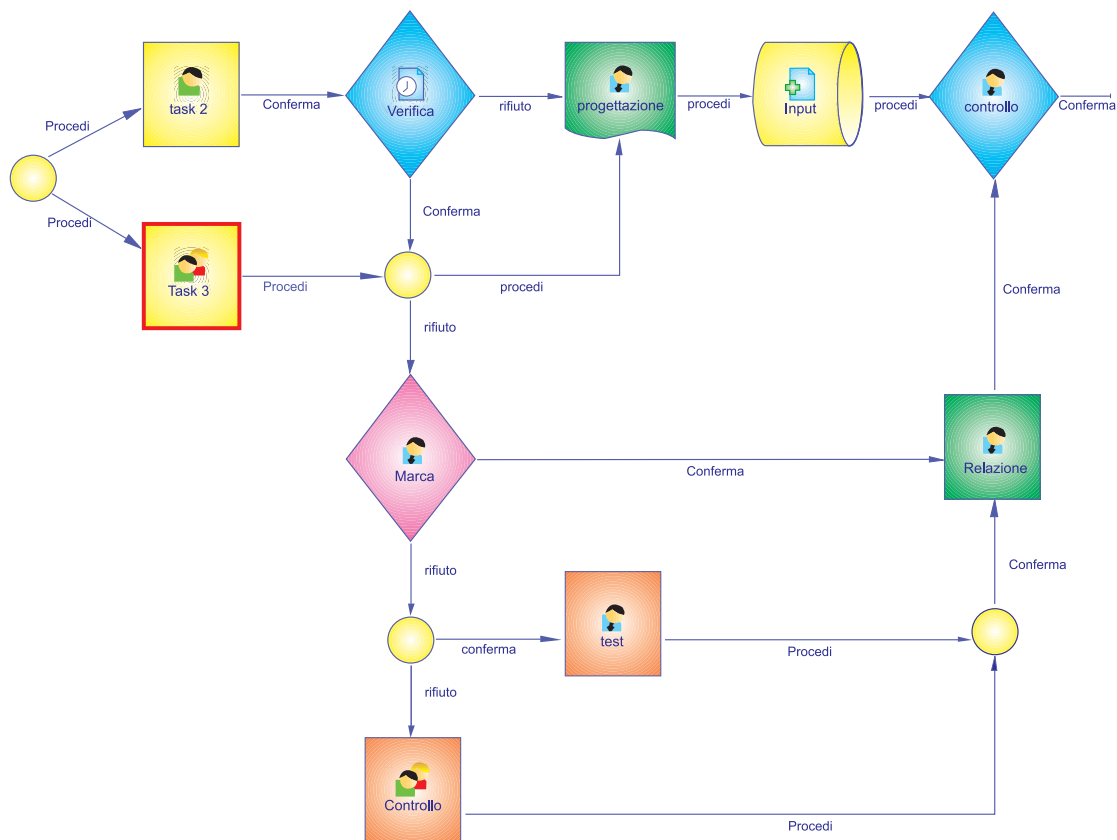 Procedi
task 2
Conferma
Verifica
rifiuto
progettazione
procedi
Input
procedi
controllo
Conferma
Procedi
Task 3
Procedi
Conferma
procedi
rifiuto
Conferma
Marca
Conferma
Relazione
rifiuto
conferma
test
Procedi
Conferma
rifiuto
Controllo
Procedi